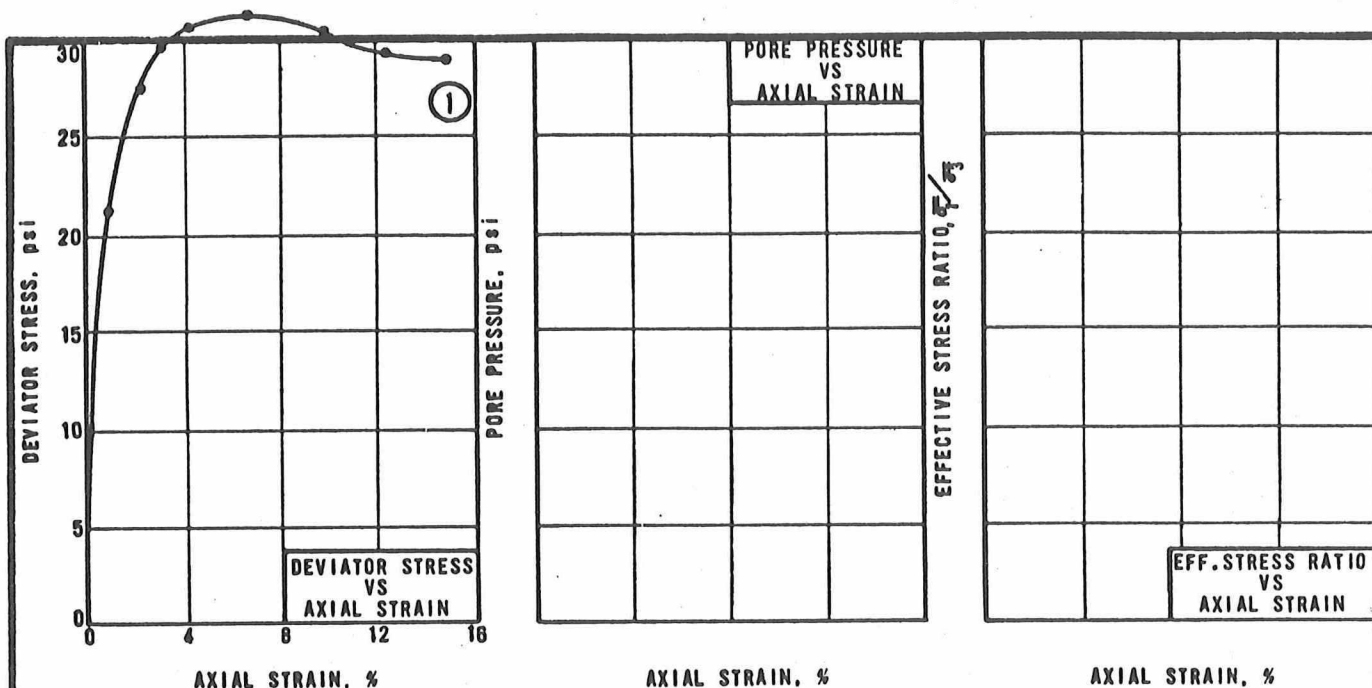 DEVIATOR STRESS, psi
30
25
20
15
10
5
0
0 4 8 12 16
1
DEVIATOR STRESS
VS
AXIAL STRAIN
AXIAL STRAIN, %
PORE PRESSURE, psi
PORE PRESSURE
VS
AXIAL STRAIN
AXIAL STRAIN, %
EFFECTIVE STRESS RATIO, σ̅₁/σ̅₃
EFF.STRESS RATIO
VS
AXIAL STRAIN
AXIAL STRAIN, %